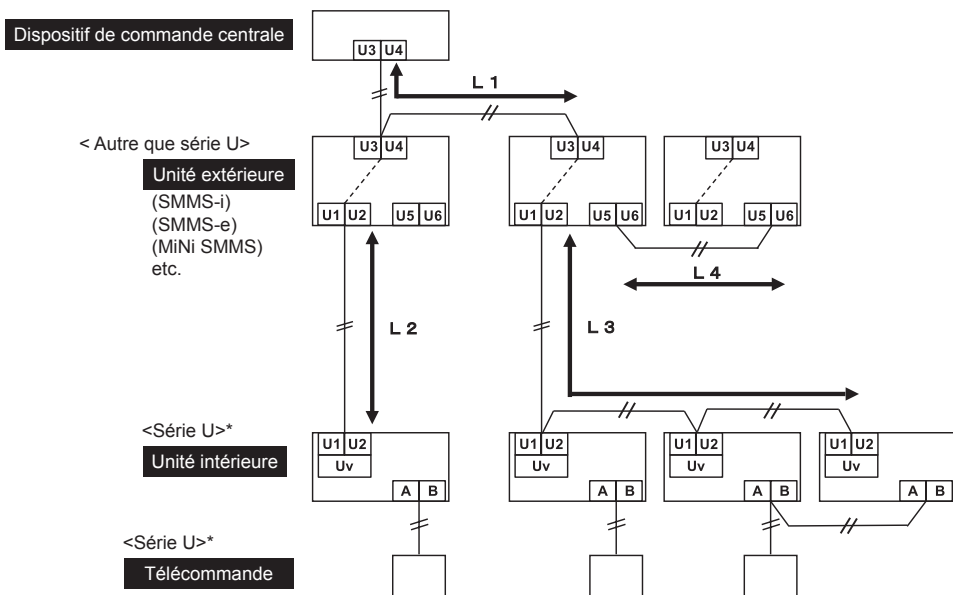 Dispositif de commande centrale
U3 U4
L 1
< Autre que série U>
U3 U4
U3 U4
U3 U4
Unité extérieure
(SMMS-i)
(SMMS-e)
(MiNi SMMS)
etc.
U1 U2
U5 U6
U1 U2
U5 U6
U1 U2
U5 U6
L 4
L 2
L 3
<Série U>*
Unité intérieure
U1 U2
Uv
A B
U1 U2
Uv
A B
U1 U2
Uv
A B
U1 U2
Uv
A B
<Série U>*
Télécommande